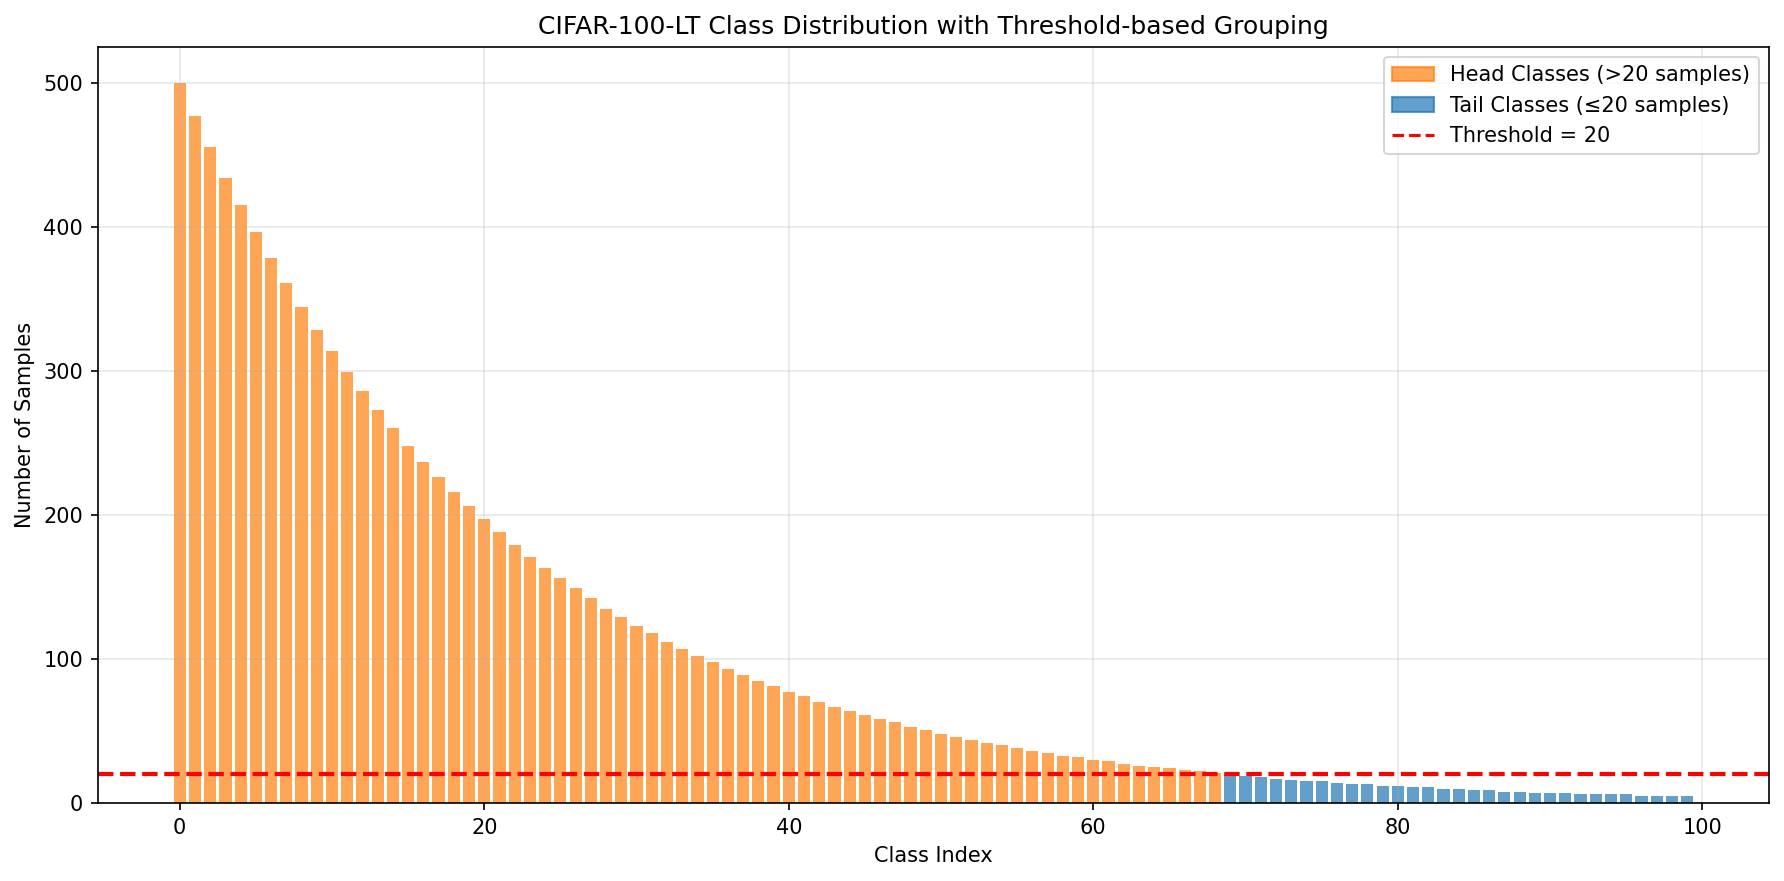 CIFAR-100-LT Class Distribution with Threshold-based Grouping
Head Classes (>20 samples)
Tail Classes (≤20 samples)
Threshold = 20
Number of Samples
500
400
300
200
100
0
0 20 40 60 80 100
Class Index